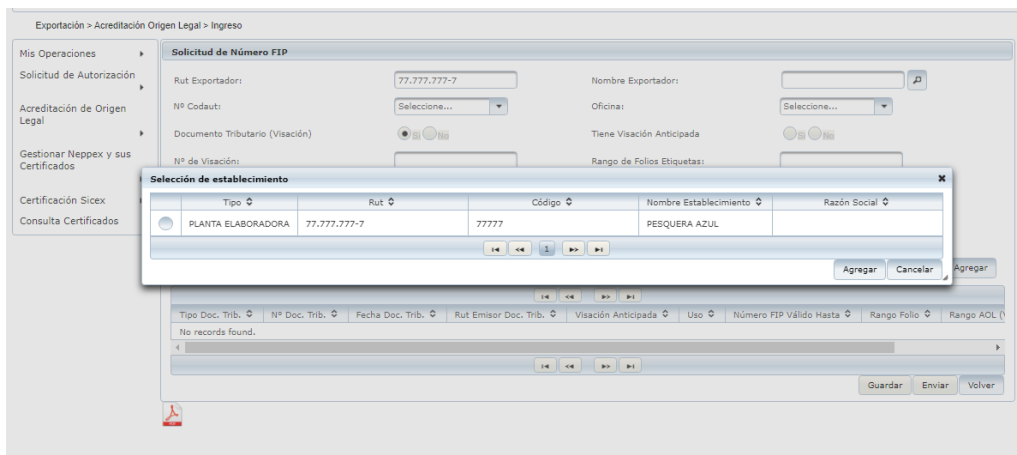 Exportación > Acreditación Origen Legal > Ingreso
Mis Operaciones
Solicitud de Autorización
Acreditación de Origen
Legal
Gestionar Neppex y sus
Certificados
Certificación Sicex
Consulta Certificados
Solicitud de Número FIP
Rut Exportador: 77.777.777-7 Nombre Exportador:
Nº Codaut: Seleccione... Oficina: Seleccione...
Documento Tributario (Visación) Si No Tiene Visación Anticipada Si No
Nº de Visación: Rango de Folios Etiquetas:
Selección de establecimiento
Tipo Rut Código Nombre Establecimiento Razón Social
PLANTA ELABORADORA 77.777.777-7 77777 PESQUERA AZUL
1
Agregar Cancelar
Agregar
Tipo Doc. Trib. Nº Doc. Trib. Fecha Doc. Trib. Rut Emisor Doc. Trib. Visación Anticipada Uso Número FIP Válido Hasta Rango Folio Rango AOL (V
No records found.
Guardar Enviar Volver